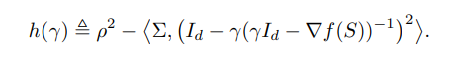 h(γ) ≜ ρ² − ⟨Σ, (I_d − γ(γI_d − ∇f(S))⁻¹)²⟩.